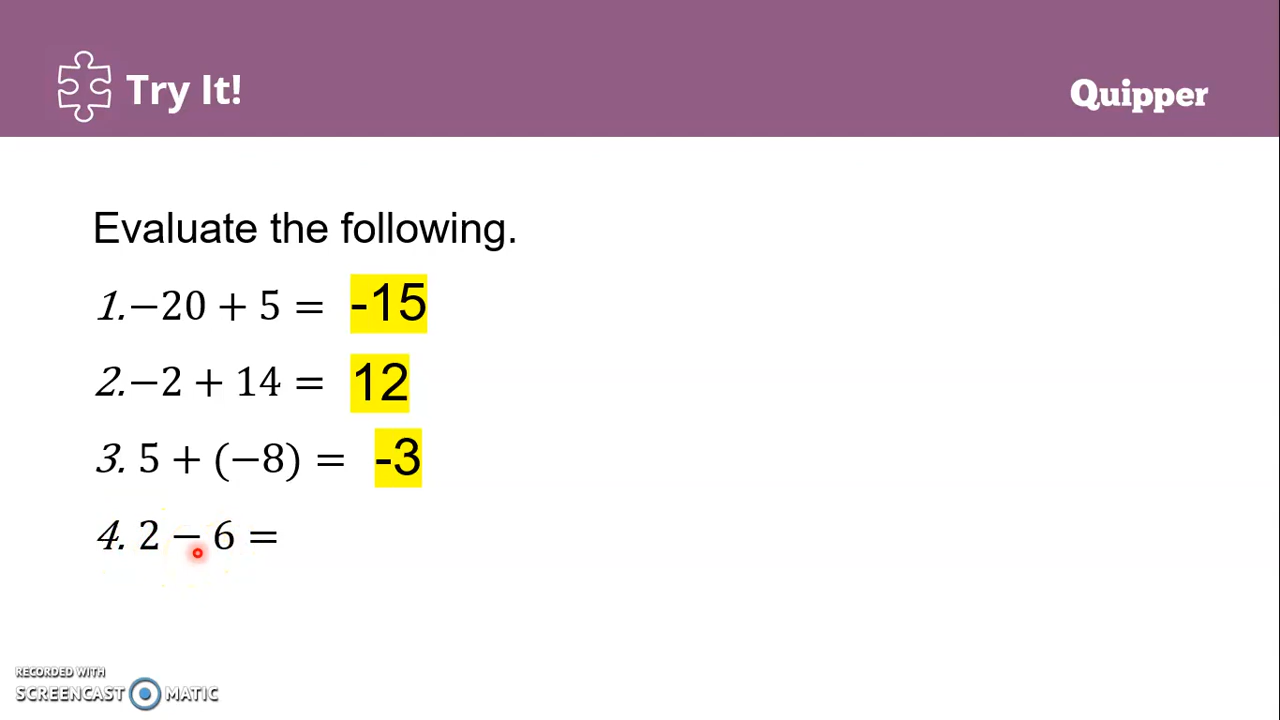 Try It!
Quipper
Evaluate the following.
1. −20 + 5 = -15
2. −2 + 14 = 12
3. 5 + (−8) = -3
4. 2 − 6 =
RECORDED WITH
SCREENCAST MATIC